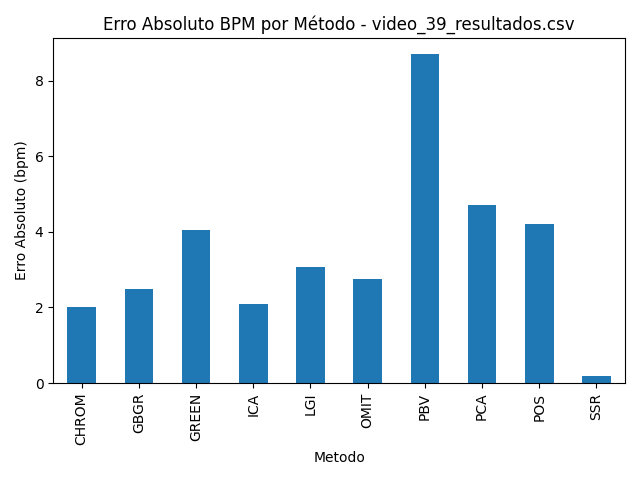 Erro Absoluto BPM por Método - video_39_resultados.csv
Erro Absoluto (bpm)
8
6
4
2
0
CHROM
GBGR
GREEN
ICA
LGI
OMIT
PBV
PCA
POS
SSR
Metodo